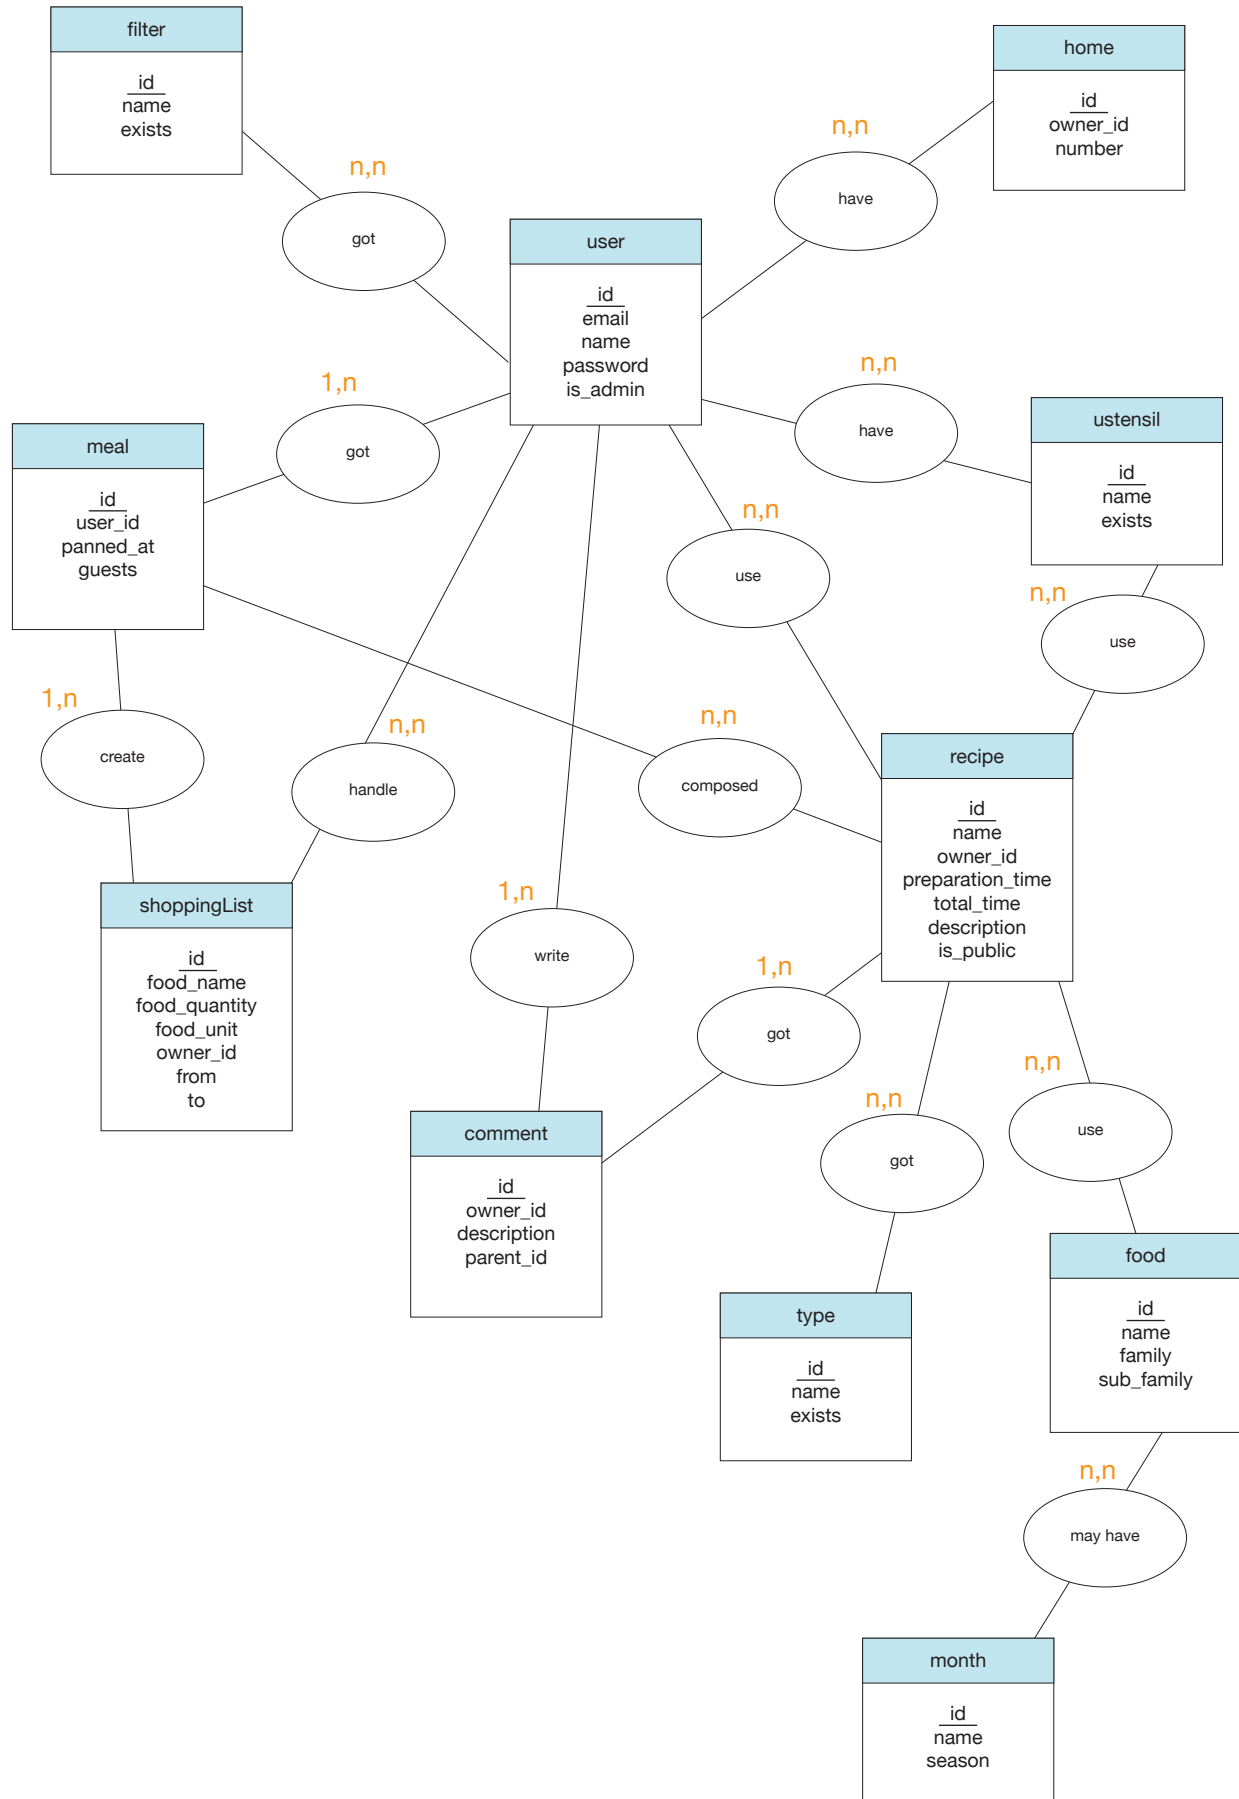 filter
id
name
exists
home
id
owner_id
number
n,n
have
n,n
got
user
id
email
name
password
is_admin
n,n
have
ustensil
id
name
exists
1,n
got
meal
id
user_id
panned_at
guests
n,n
use
n,n
use
1,n
create
n,n
handle
n,n
composed
recipe
id
name
owner_id
preparation_time
total_time
description
is_public
shoppingList
id
food_name
food_quantity
food_unit
owner_id
from
to
1,n
write
1,n
got
comment
id
owner_id
description
parent_id
n,n
got
n,n
use
type
id
name
exists
food
id
name
family
sub_family
n,n
may have
month
id
name
season